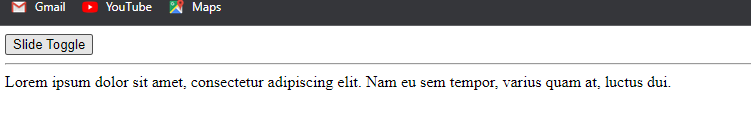 Gmail YouTube Maps
Slide Toggle
Lorem ipsum dolor sit amet, consectetur adipiscing elit. Nam eu sem tempor, varius quam at, luctus dui.